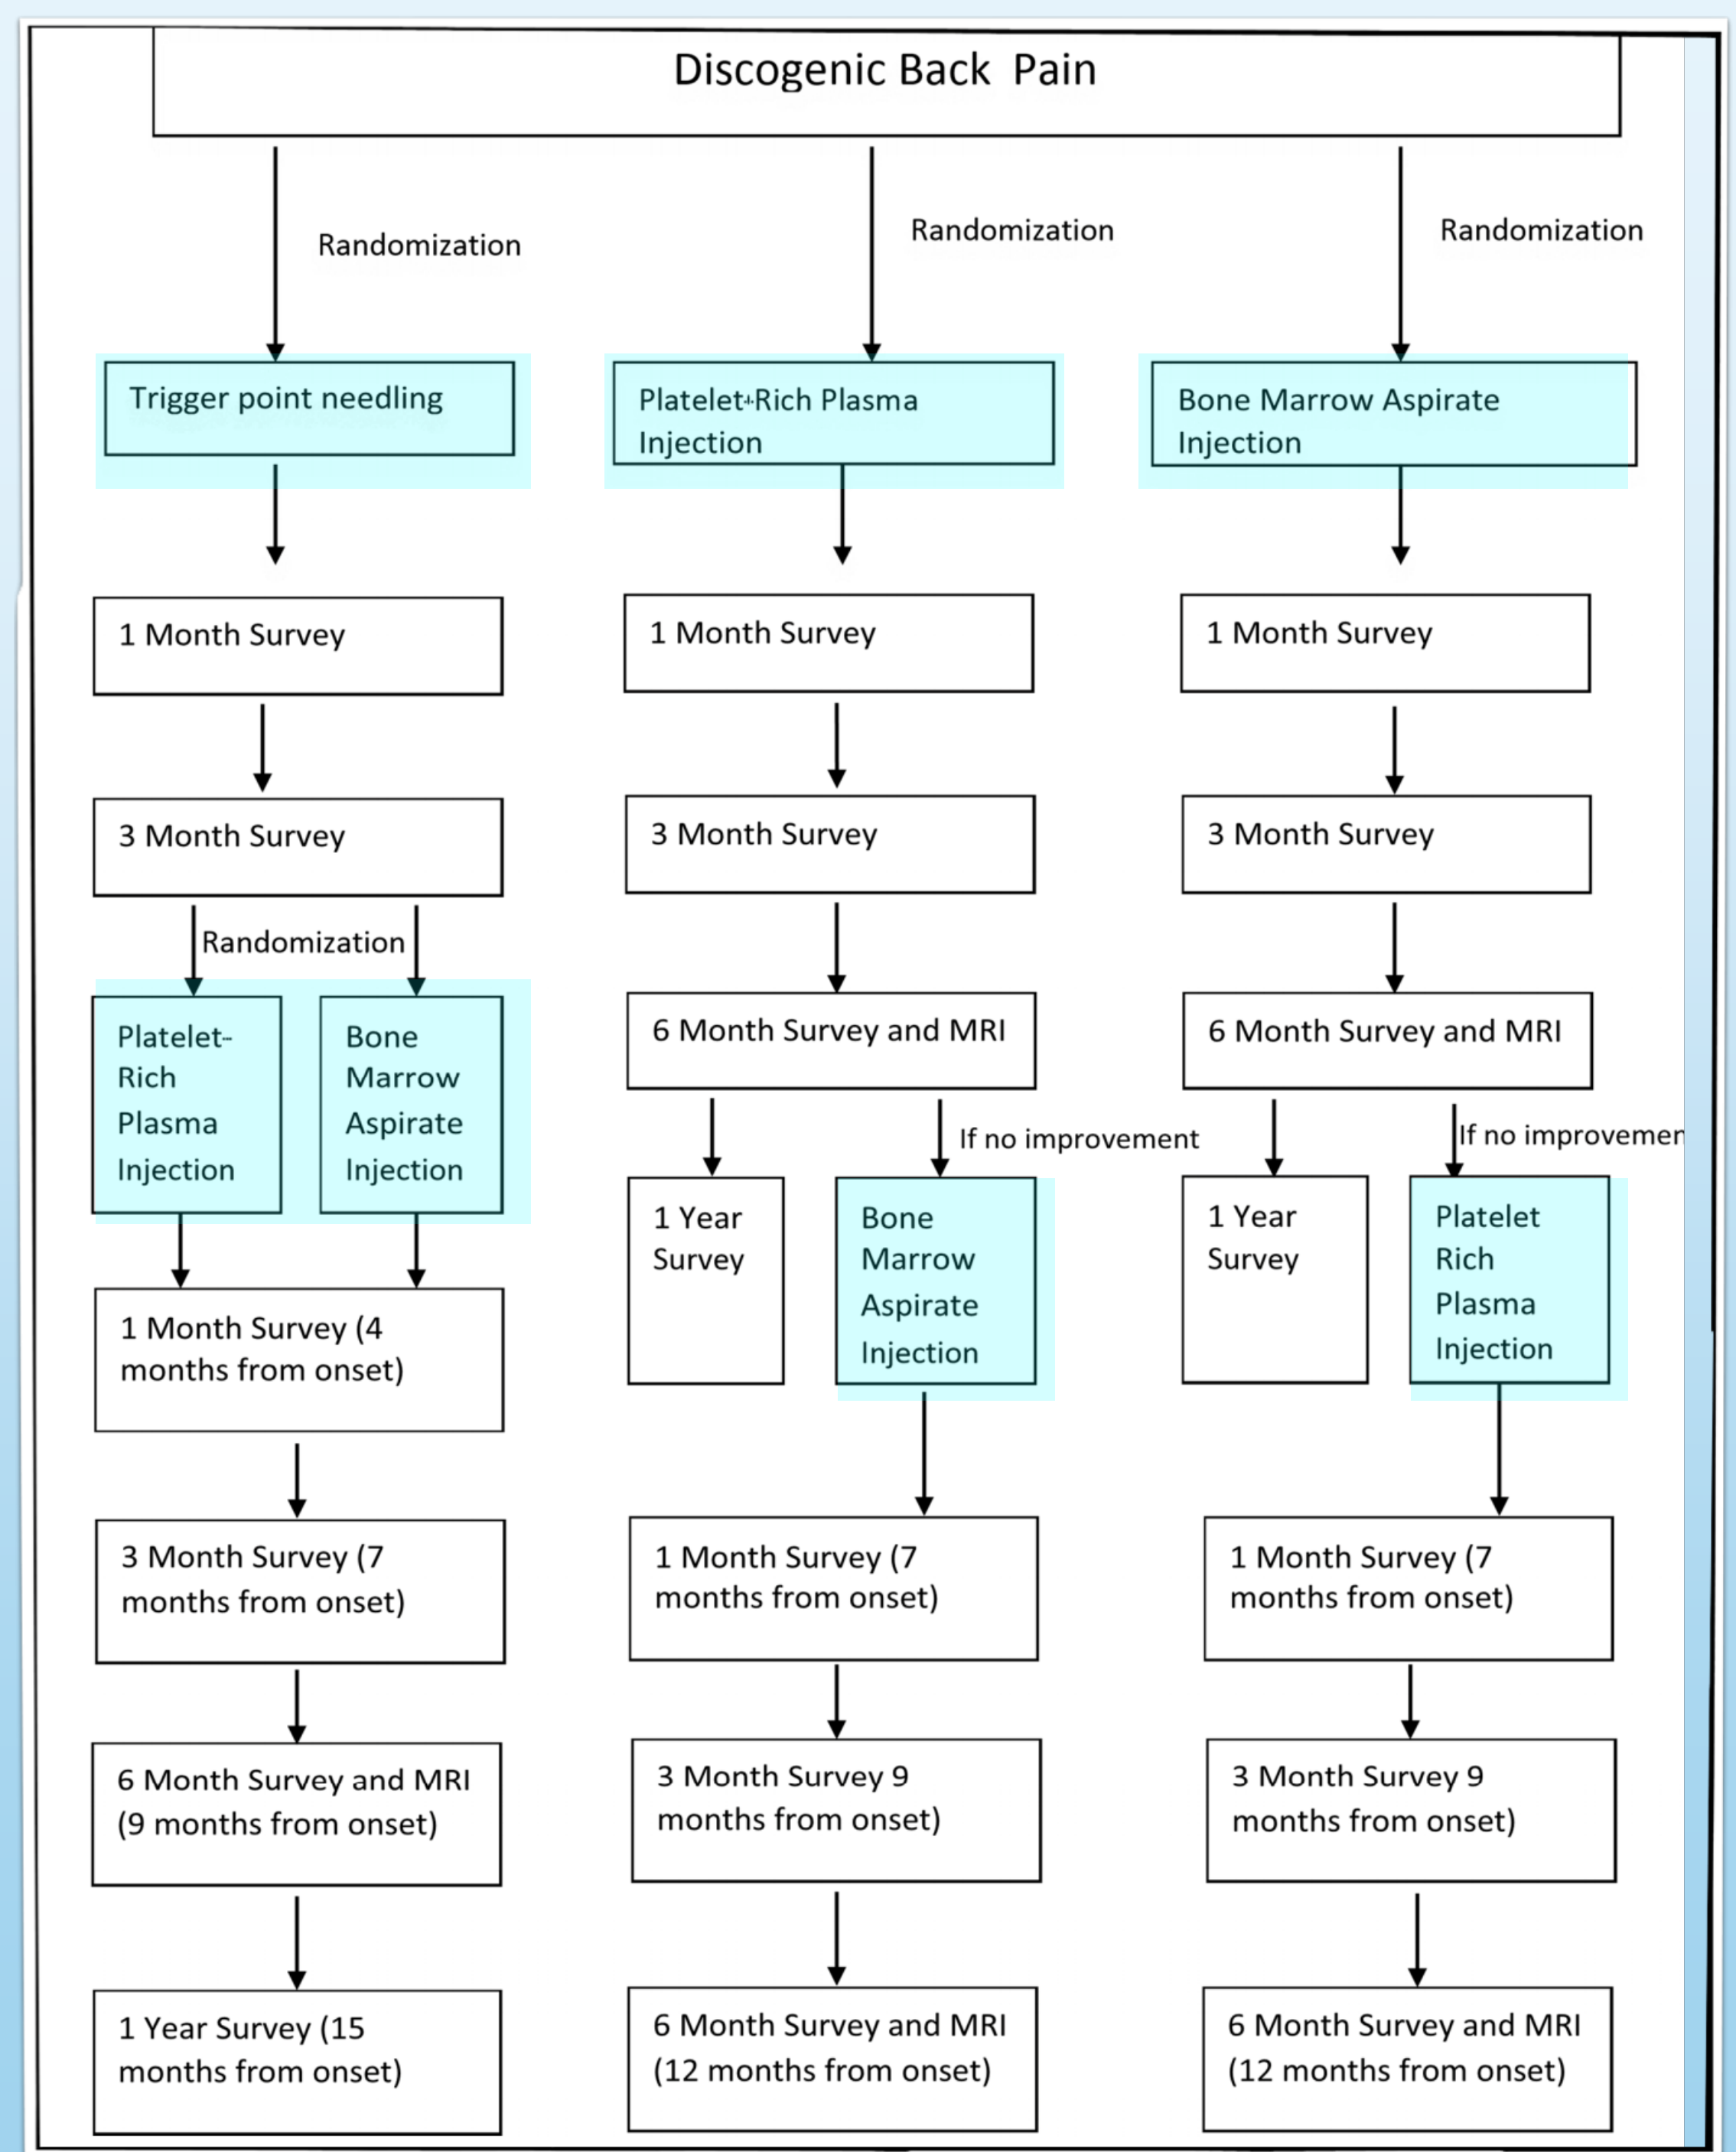 Discogenic Back Pain
Randomization
Randomization
Randomization
Trigger point needling
Platelet-Rich Plasma
Injection
Bone Marrow Aspirate
Injection
1 Month Survey
1 Month Survey
1 Month Survey
3 Month Survey
3 Month Survey
3 Month Survey
Randomization
Platelet-
Rich
Plasma
Injection
Bone
Marrow
Aspirate
Injection
6 Month Survey and MRI
6 Month Survey and MRI
If no improvement
If no improvemen
1 Year
Survey
Bone
Marrow
Aspirate
Injection
1 Year
Survey
Platelet
Rich
Plasma
Injection
1 Month Survey (4
months from onset)
3 Month Survey (7
months from onset)
1 Month Survey (7
months from onset)
1 Month Survey (7
months from onset)
6 Month Survey and MRI
(9 months from onset)
3 Month Survey 9
months from onset)
3 Month Survey 9
months from onset)
1 Year Survey (15
months from onset)
6 Month Survey and MRI
(12 months from onset)
6 Month Survey and MRI
(12 months from onset)